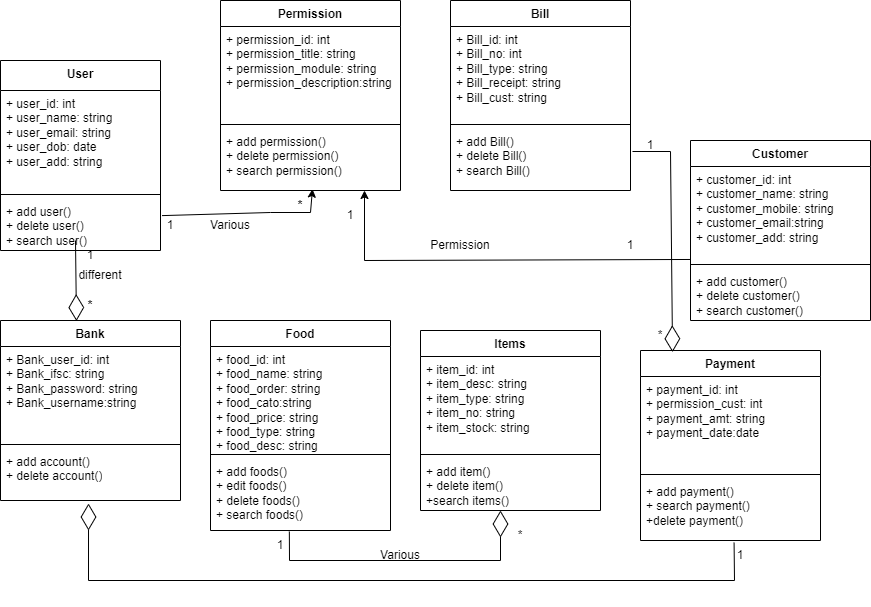 Permission
+ permission_id: int
+ permission_title: string
+ permission_module: string
+ permission_description:string
+ add permission()
+ delete permission()
+ search permission()
Bill
+ Bill_id: int
+ Bill_no: int
+ Bill_type: string
+ Bill_receipt: string
+ Bill_cust: string
+ add Bill()
+ delete Bill()
+ search Bill()
User
+ user_id: int
+ user_name: string
+ user_email: string
+ user_dob: date
+ user_add: string
+ add user()
+ delete user()
+ search user()
Customer
+ customer_id: int
+ customer_name: string
+ customer_mobile: string
+ customer_email:string
+ customer_add: string
+ add customer()
+ delete customer()
+ search customer()
1
Various
*
1
Permission
1
1
*
1
different
*
Bank
+ Bank_user_id: int
+ Bank_ifsc: string
+ Bank_password: string
+ Bank_username:string
+ add account()
+ delete account()
Food
+ food_id: int
+ food_name: string
+ food_order: string
+ food_cato:string
+ food_price: string
+ food_type: string
+ food_desc: string
+ add foods()
+ edit foods()
+ delete foods()
+ search foods()
Items
+ item_id: int
+ item_desc: string
+ item_type: string
+ item_no: string
+ item_stock: string
+ add item()
+ delete item()
+search items()
Payment
+ payment_id: int
+ permission_cust: int
+ payment_amt: string
+ payment_date:date
+ add payment()
+ search payment()
+delete payment()
1
Various
*
1